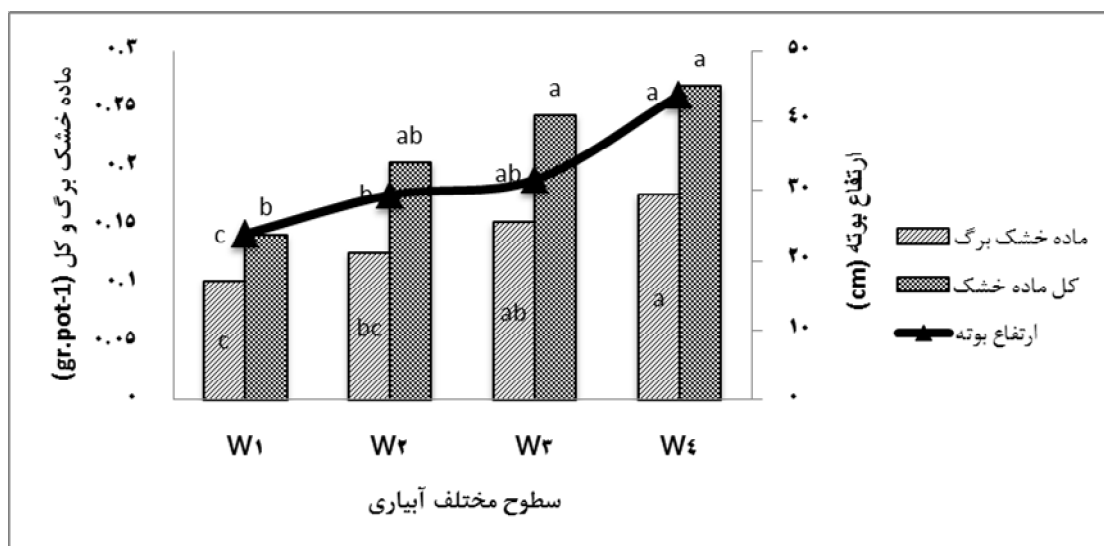 ماده خشک برگ و کل (gr.pot-1)
۰.۳
۰.۲۵
۰.۲
۰.۱۵
۰.۱
۰.۰۵
۰
a
a
a
ab
ab
b
b
c
a
ab
bc
c
۵۰
۴۰
۳۰
۲۰
۱۰
۰
ارتفاع بوته (cm)
ماده خشک برگ
کل ماده خشک
ارتفاع بوته
W۱
W۲
W۳
W٤
سطوح مختلف آبیاری